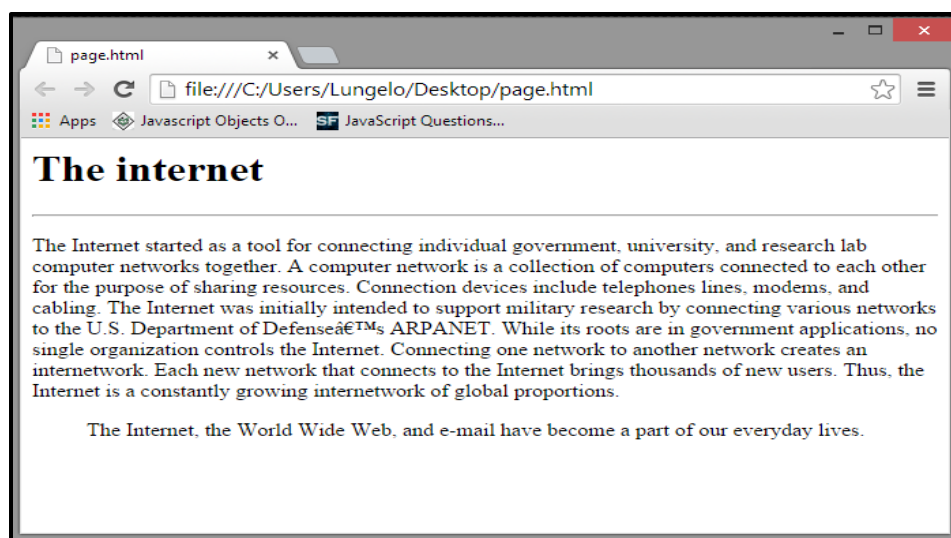 page.html
file:///C:/Users/Lungelo/Desktop/page.html
Apps Javascript Objects O... SF JavaScript Questions...
The internet
The Internet started as a tool for connecting individual government, university, and research lab
computer networks together. A computer network is a collection of computers connected to each other
for the purpose of sharing resources. Connection devices include telephones lines, modems, and
cabling. The Internet was initially intended to support military research by connecting various networks
to the U.S. Department of Defenseâ€™s ARPANET. While its roots are in government applications, no
single organization controls the Internet. Connecting one network to another network creates an
internetwork. Each new network that connects to the Internet brings thousands of new users. Thus, the
Internet is a constantly growing internetwork of global proportions.
The Internet, the World Wide Web, and e-mail have become a part of our everyday lives.